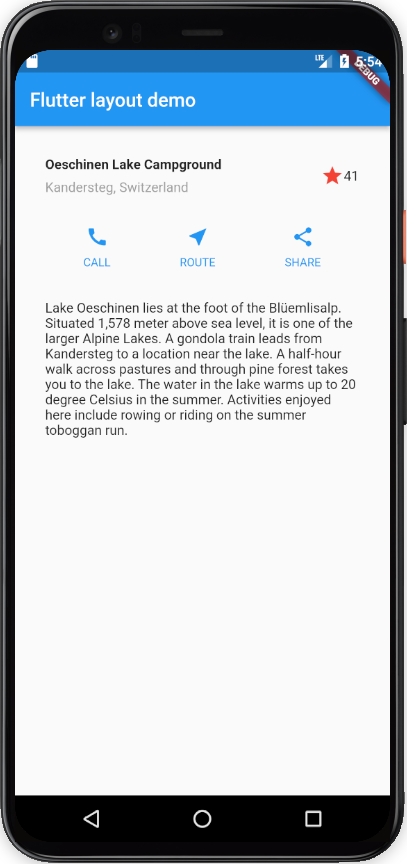 LTE 5:54
DEBUG
Flutter layout demo
Oeschinen Lake Campground
Kandersteg, Switzerland
41
CALL ROUTE SHARE
Lake Oeschinen lies at the foot of the Blüemlisalp.
Situated 1,578 meter above sea level, it is one of the
larger Alpine Lakes. A gondola train leads from
Kandersteg to a location near the lake. A half-hour
walk across pastures and through pine forest takes
you to the lake. The water in the lake warms up to 20
degree Celsius in the summer. Activities enjoyed
here include rowing or riding on the summer
toboggan run.